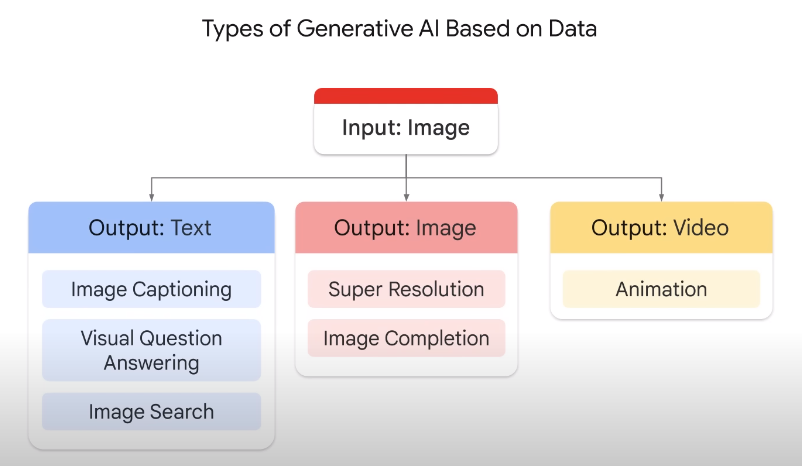 Types of Generative AI Based on Data
Input: Image
Output: Text
Image Captioning
Visual Question
Answering
Image Search
Output: Image
Super Resolution
Image Completion
Output: Video
Animation